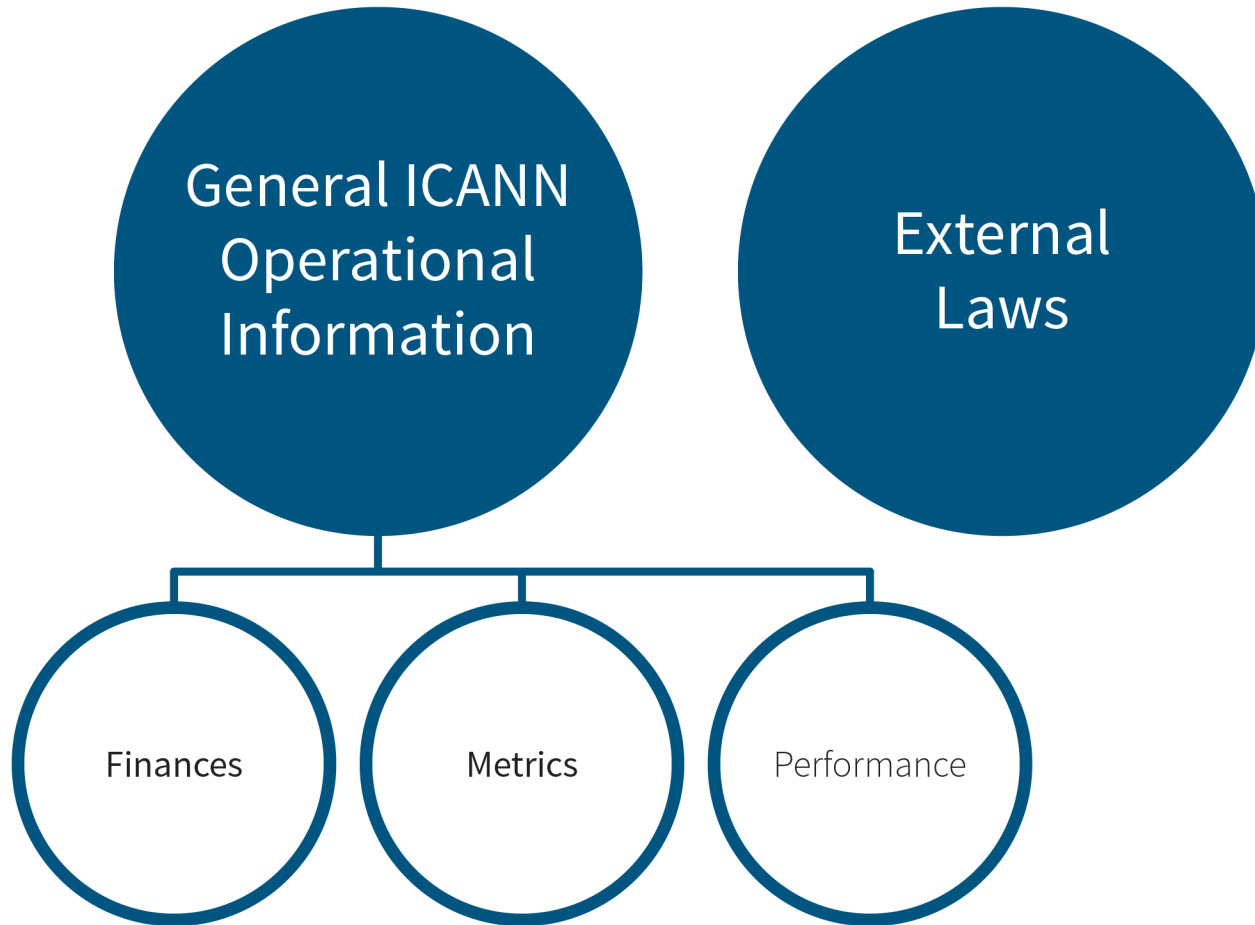 General ICANN
Operational
Information
External
Laws
Finances
Metrics
Performance